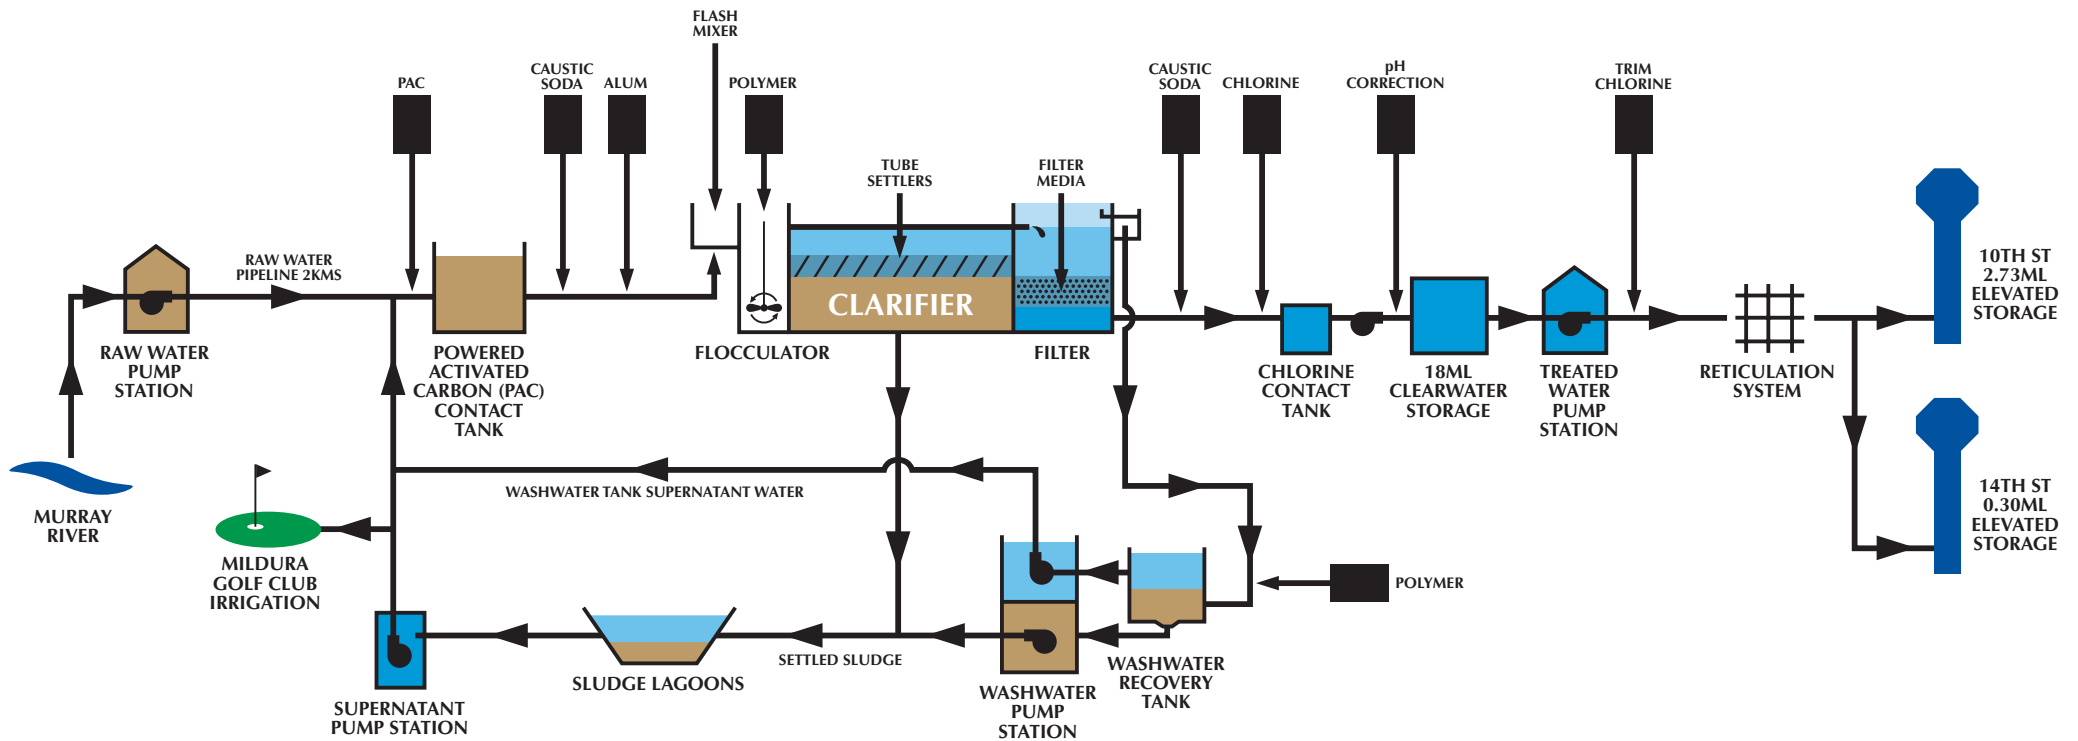 FLASH
MIXER
PAC
CAUSTIC
SODA
ALUM
POLYMER
CAUSTIC
SODA
CHLORINE
pH
CORRECTION
TRIM
CHLORINE
TUBE
SETTLERS
FILTER
MEDIA
RAW WATER
PIPELINE 2KMS
CLARIFIER
RAW WATER
PUMP
STATION
POWERED
ACTIVATED
CARBON (PAC)
CONTACT
TANK
FLOCCULATOR
FILTER
CHLORINE
CONTACT
TANK
18ML
CLEARWATER
STORAGE
TREATED
WATER
PUMP
STATION
RETICULATION
SYSTEM
10TH ST
2.73ML
ELEVATED
STORAGE
14TH ST
0.30ML
ELEVATED
STORAGE
MURRAY
RIVER
WASHWATER TANK SUPERNATANT WATER
MILDURA
GOLF CLUB
IRRIGATION
POLYMER
SETTLED SLUDGE
SLUDGE LAGOONS
SUPERNATANT
PUMP STATION
WASHWATER
PUMP
STATION
WASHWATER
RECOVERY
TANK